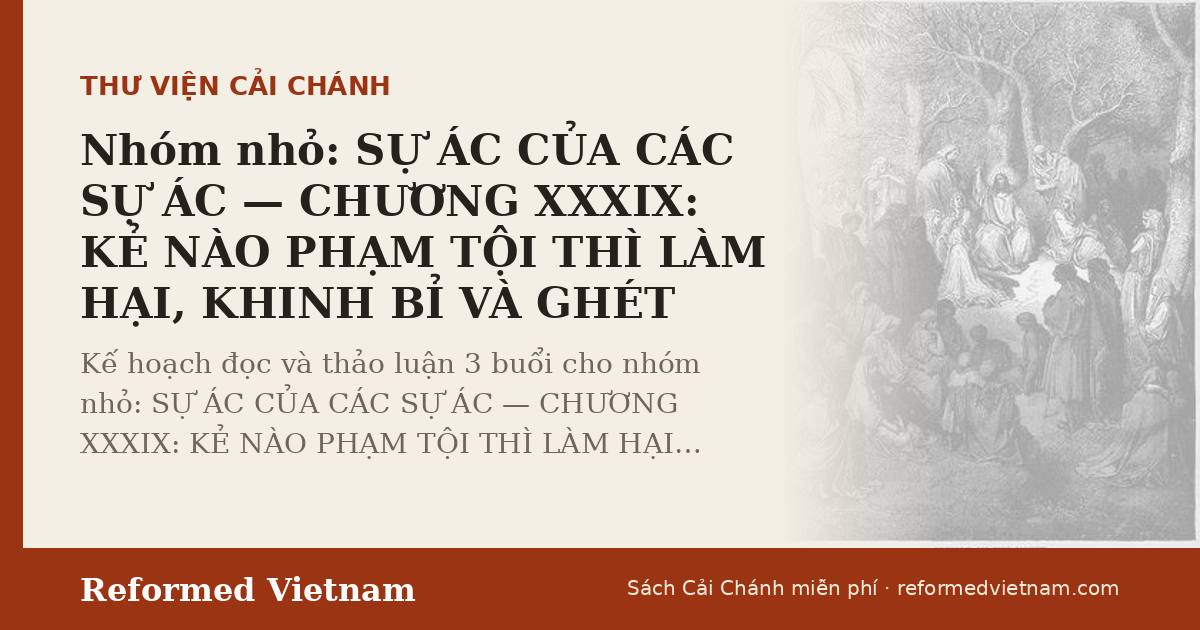 THƯ VIỆN CẢI CHÁNH
Nhóm nhỏ: SỰ ÁC CỦA CÁC
SỰ ÁC — CHƯƠNG XXXIX:
KẺ NÀO PHẠM TỘI THÌ LÀM
HẠI, KHINH BỈ VÀ GHÉT
Kế hoạch đọc và thảo luận 3 buổi cho nhóm
nhỏ: SỰ ÁC CỦA CÁC SỰ ÁC — CHƯƠNG
XXXIX: KẺ NÀO PHẠM TỘI THÌ LÀM HẠI...
Reformed Vietnam
Sách Cải Chánh miễn phí · reformedvietnam.com